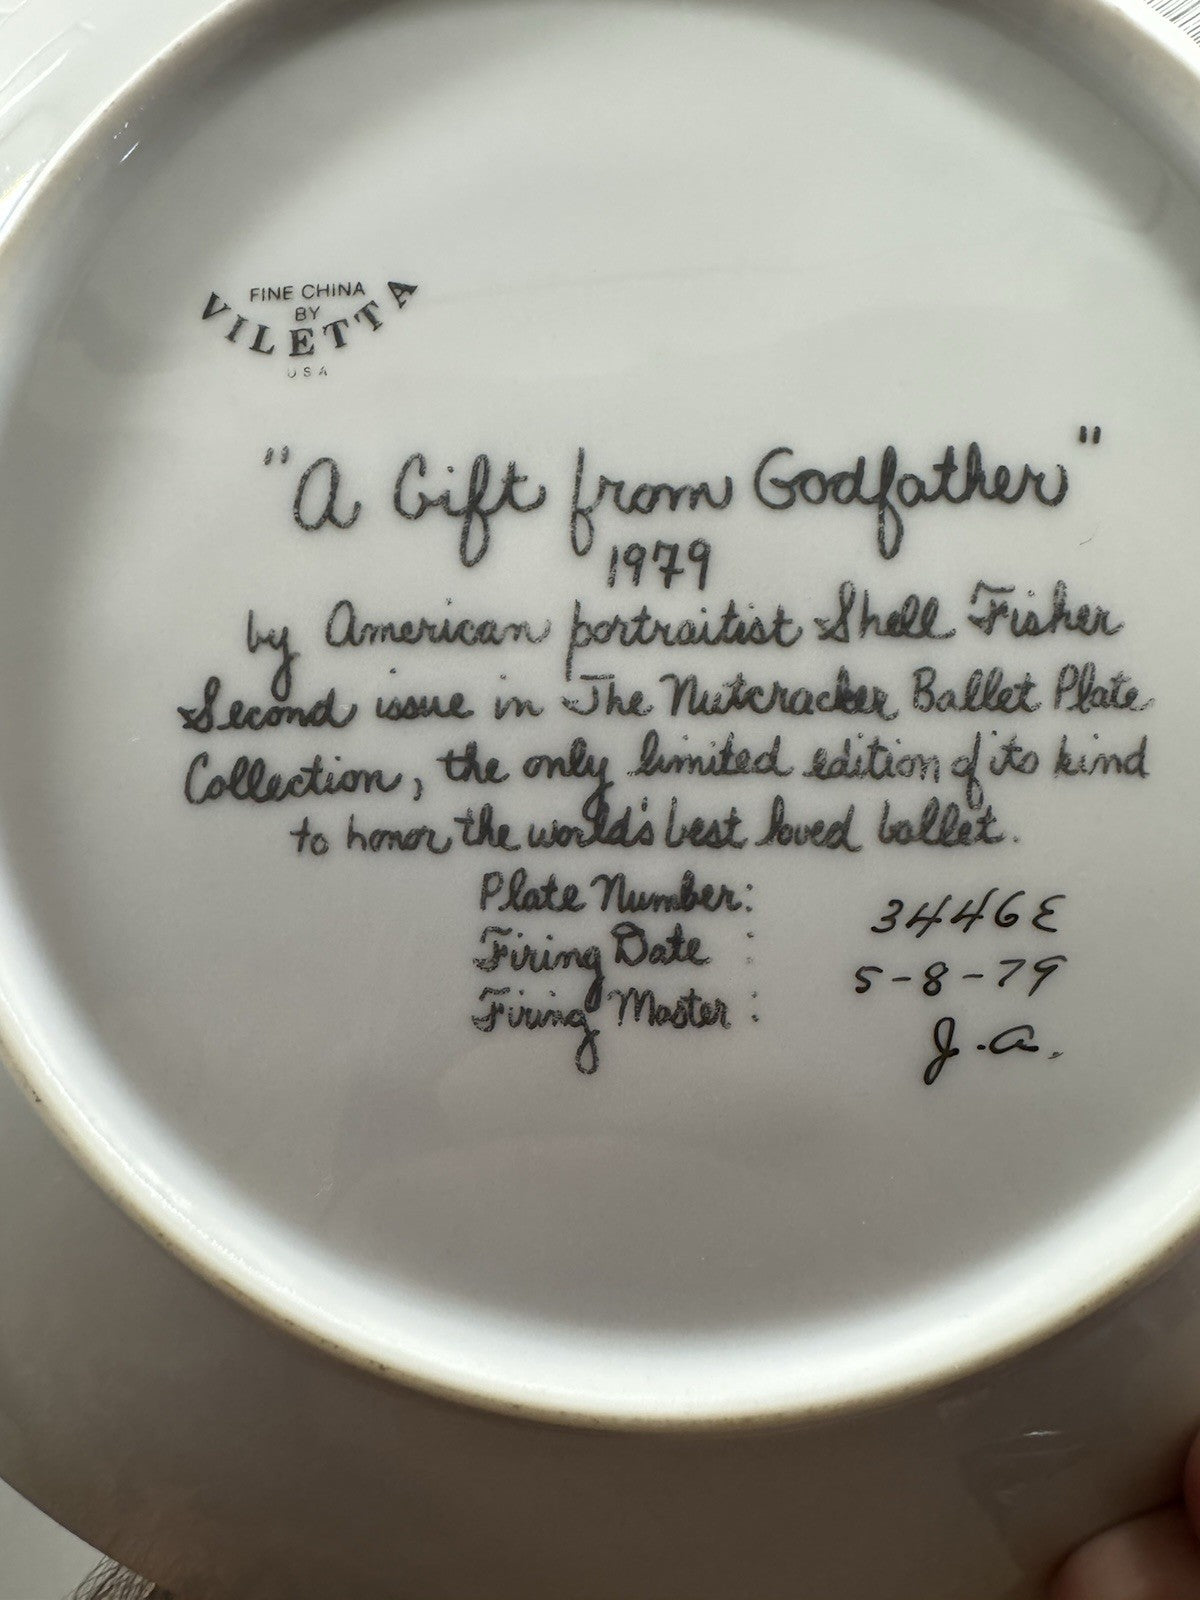 FINE CHINA
BY
VILETTA
USA
"A Gift from Godfather"
1979
by American portraitist Shell Fisher
Second issue in The Nutcracker Ballet Plate
Collection, the only limited edition of its kind
to honor the world's best loved ballet.
Plate Number: 3446E
Firing Date : 5-8-79
Firing Master : J.A.